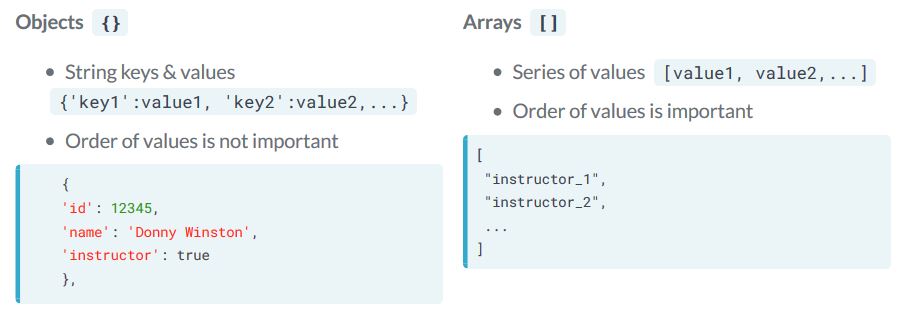 Objects {}
String keys & values
{'key1':value1, 'key2':value2,...}
Order of values is not important
{
'id': 12345,
'name': 'Donny Winston',
'instructor': true
},
Arrays []
Series of values [value1, value2,...]
Order of values is important
[
"instructor_1",
"instructor_2",
...
]